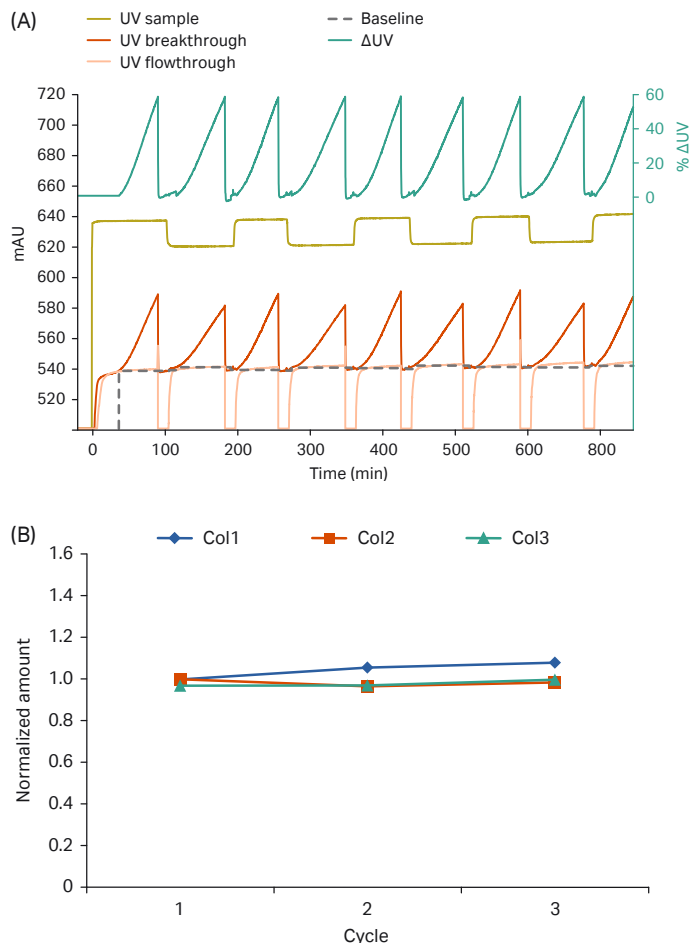 (A)
UV sample
UV breakthrough
UV flowthrough
Baseline
ΔUV
720
700
680
660
640
620
600
580
560
540
520
mAU
60
40
20
0
% ΔUV
0 100 200 300 400 500 600 700 800
Time (min)
(B)
Col1 Col2 Col3
1.6
1.4
1.2
1.0
0.8
0.6
0.4
0.2
0
Normalized amount
1 2 3
Cycle